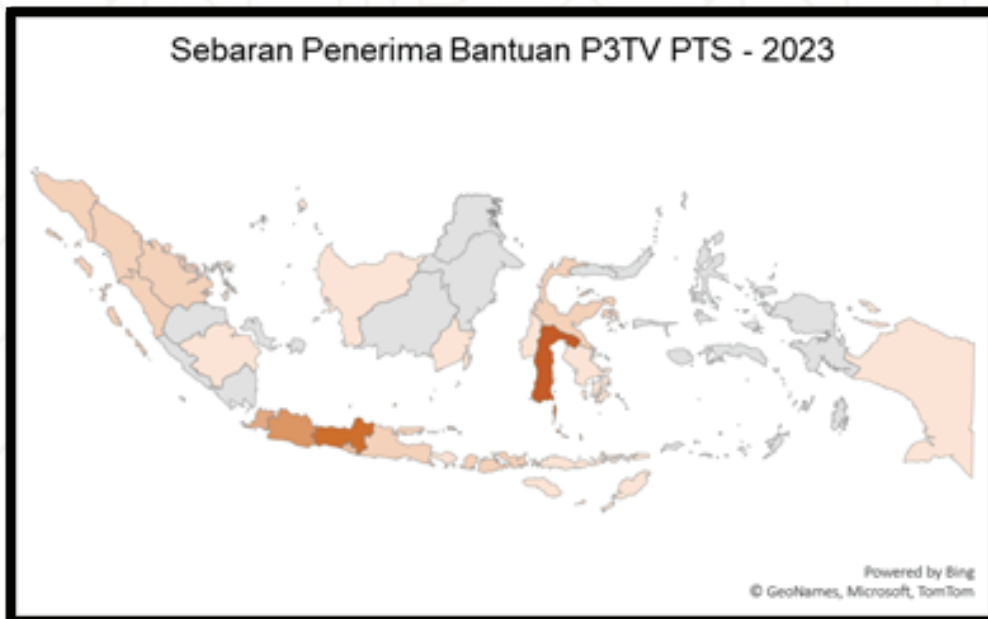 Sebaran Penerima Bantuan P3TV PTS - 2023
Powered by Bing
© GeoNames, Microsoft, TomTom